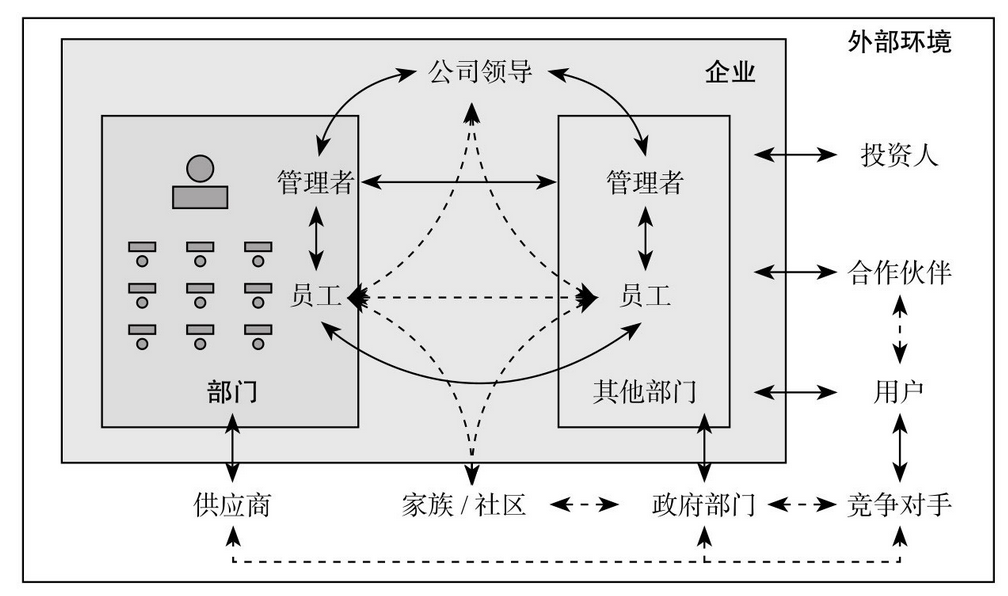 外部环境
公司领导
企业
投资人
管理者
管理者
合作伙伴
员工
员工
部门
其他部门
用户
供应商
家族 / 社区
政府部门
竞争对手